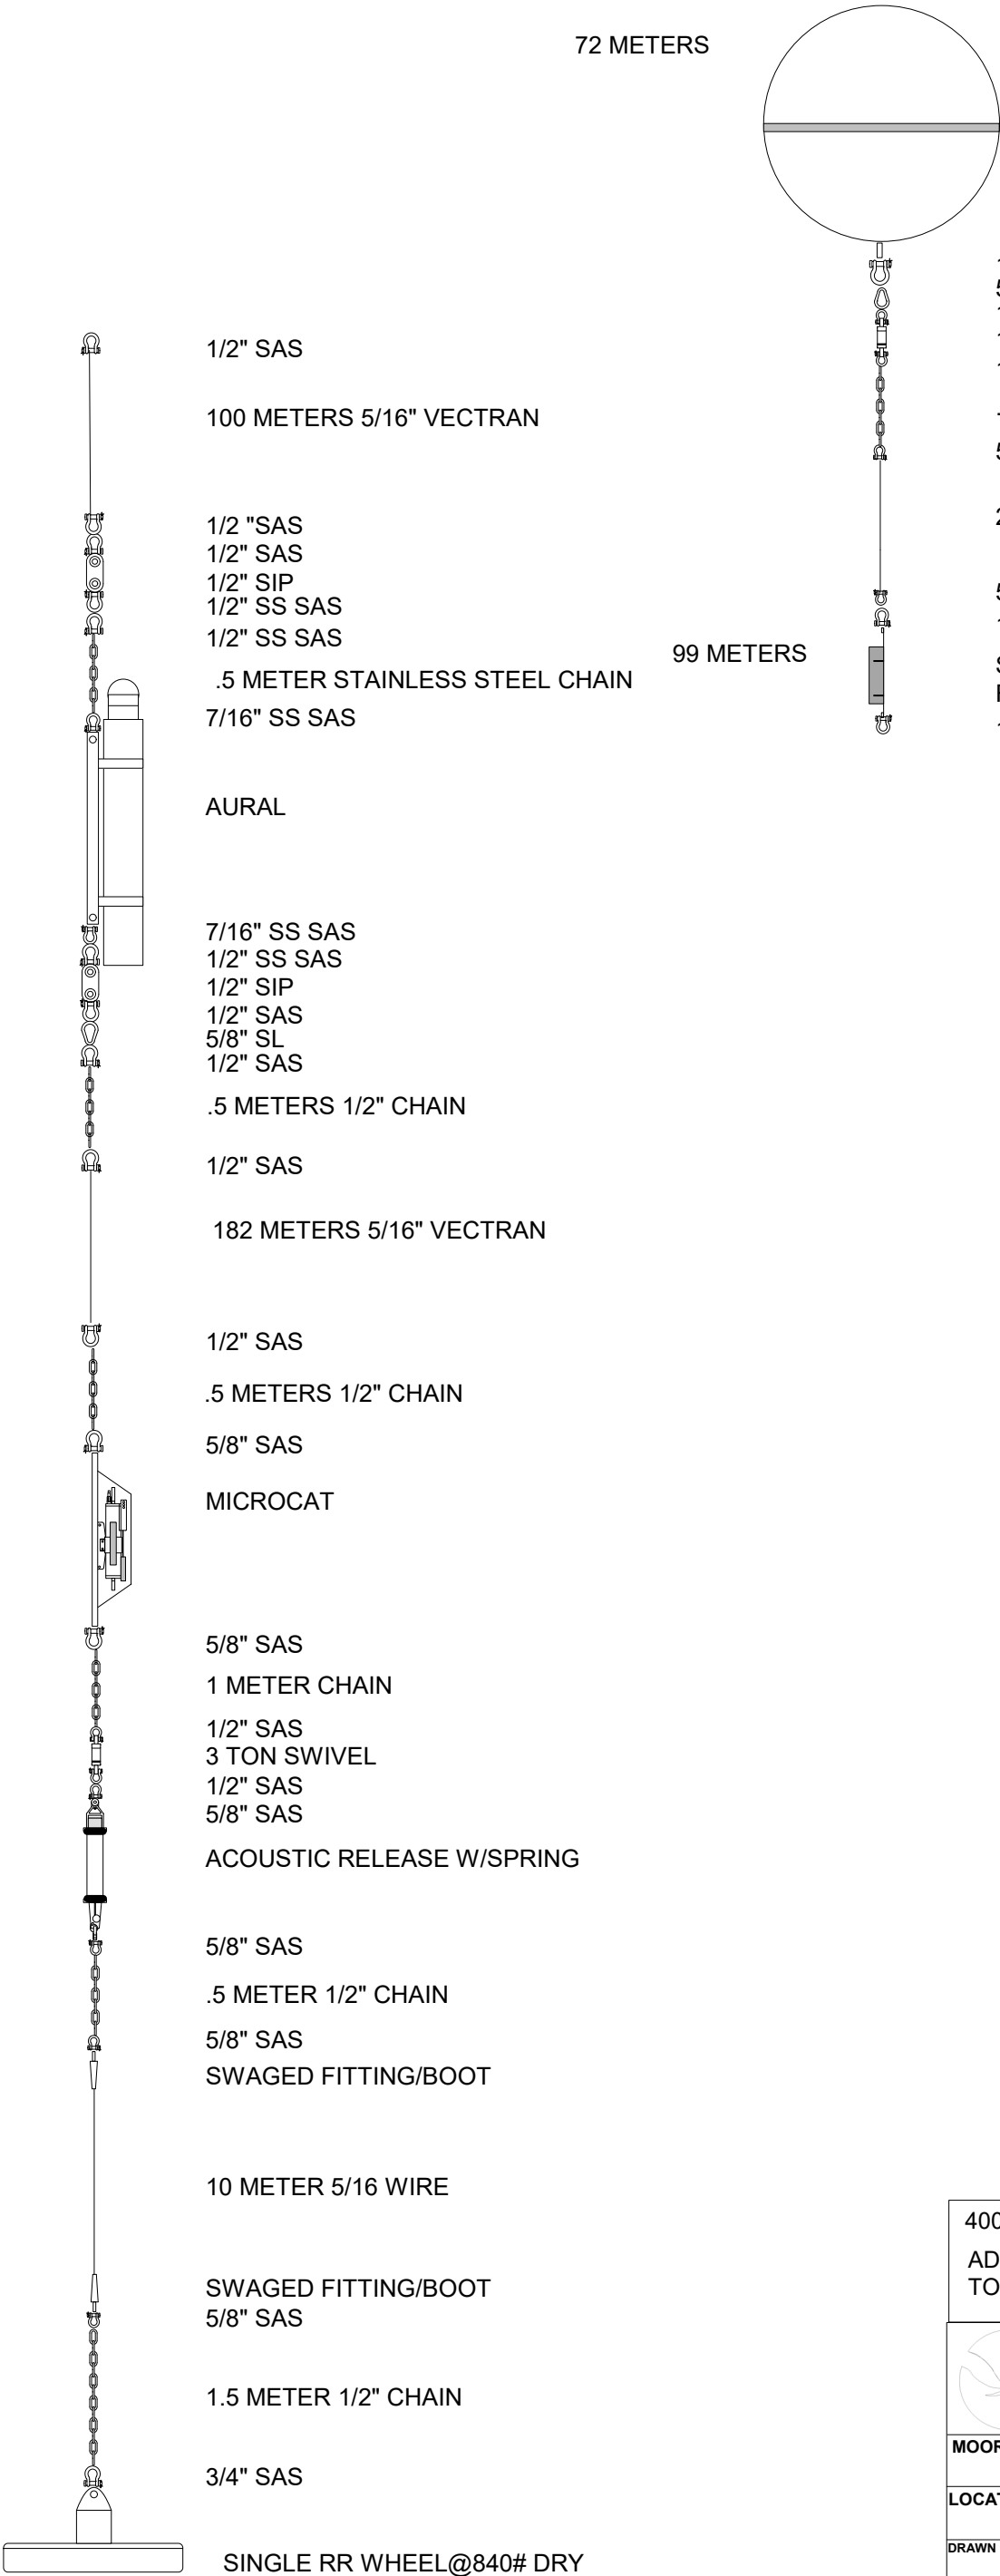 72 METERS
1/2" SAS
100 METERS 5/16" VECTRAN
1/2 "SAS
1/2" SAS
1/2" SIP
1/2" SS SAS
1/2" SS SAS
.5 METER STAINLESS STEEL CHAIN
7/16" SS SAS
AURAL
7/16" SS SAS
1/2" SS SAS
1/2" SIP
1/2" SAS
5/8" SL
1/2" SAS
.5 METERS 1/2" CHAIN
1/2" SAS
182 METERS 5/16" VECTRAN
1/2" SAS
.5 METERS 1/2" CHAIN
5/8" SAS
MICROCAT
5/8" SAS
1 METER CHAIN
1/2" SAS
3 TON SWIVEL
1/2" SAS
5/8" SAS
ACOUSTIC RELEASE W/SPRING
5/8" SAS
.5 METER 1/2" CHAIN
5/8" SAS
SWAGED FITTING/BOOT
10 METER 5/16 WIRE
SWAGED FITTING/BOOT
5/8" SAS
1.5 METER 1/2" CHAIN
3/4" SAS
SINGLE RR WHEEL@840# DRY
99 METERS
400
AD
TO
MOOR
LOCAT
DRAWN